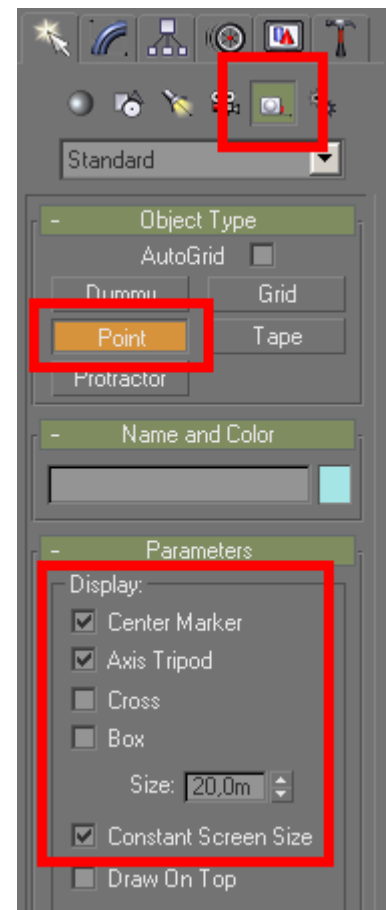 Standard
- Object Type
AutoGrid
Dummy Grid
Point Tape
Protractor
- Name and Color
- Parameters
Display:
Center Marker
Axis Tripod
Cross
Box
Size: 20,0m
Constant Screen Size
Draw On Top